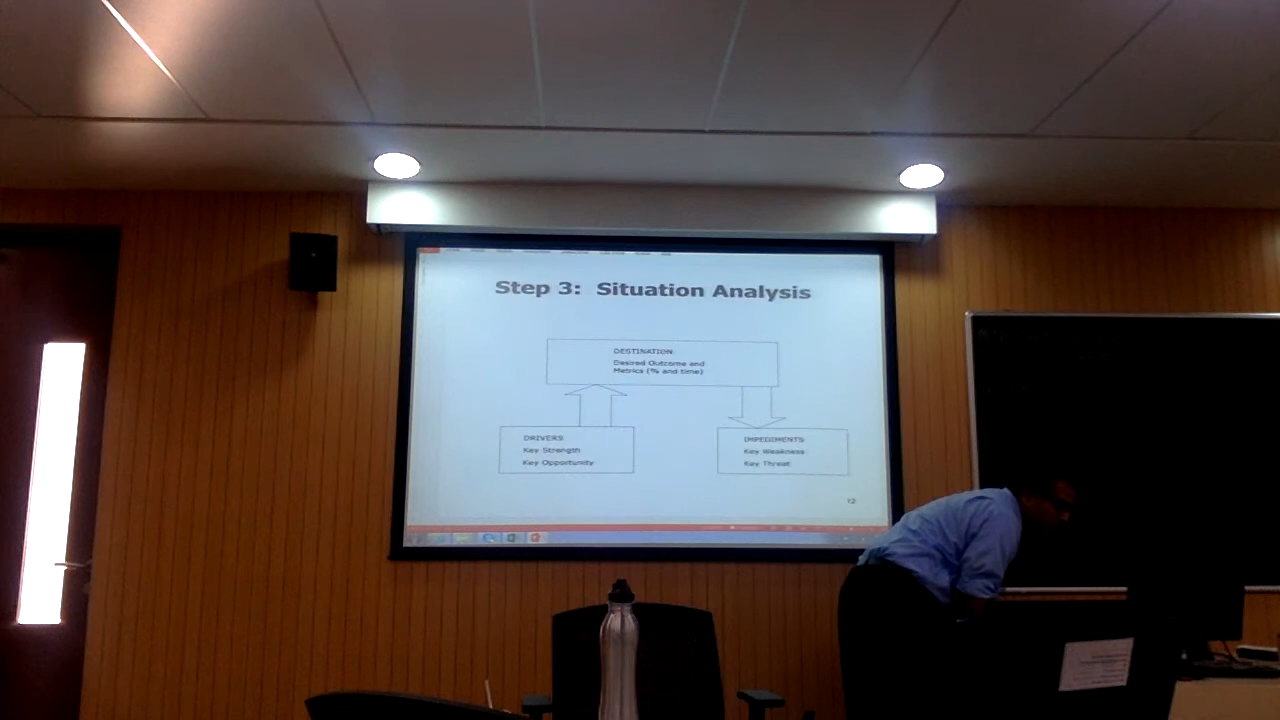 Step 3: Situation Analysis
DESTINATION
Desired Outcome and
Metrics (% and time)
DRIVERS
Key Strength
Key Opportunity
IMPEDIMENTS
Key Weakness
Key Threat
12